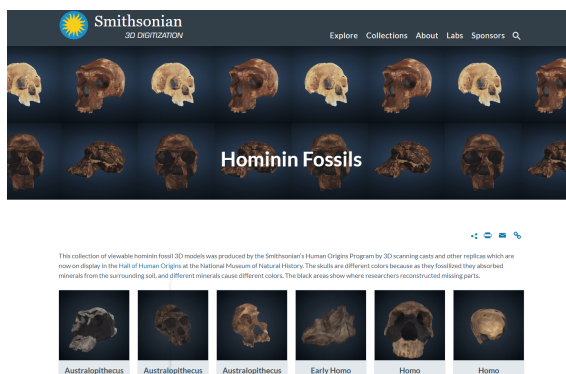 Smithsonian
3D DIGITIZATION
Explore Collections About Labs Sponsors
Hominin Fossils
This collection of viewable hominin fossil 3D models was produced by the Smithsonian's Human Origins Program by 3D scanning casts and other replicas which are
now on display in the Hall of Human Origins at the National Museum of Natural History. The skulls are different colors because as they fossilized they absorbed
minerals from the surrounding soil, and different minerals cause different colors. The black areas show where researchers reconstructed missing parts.
Australopithecus Australopithecus Australopithecus Early Homo Homo Homo